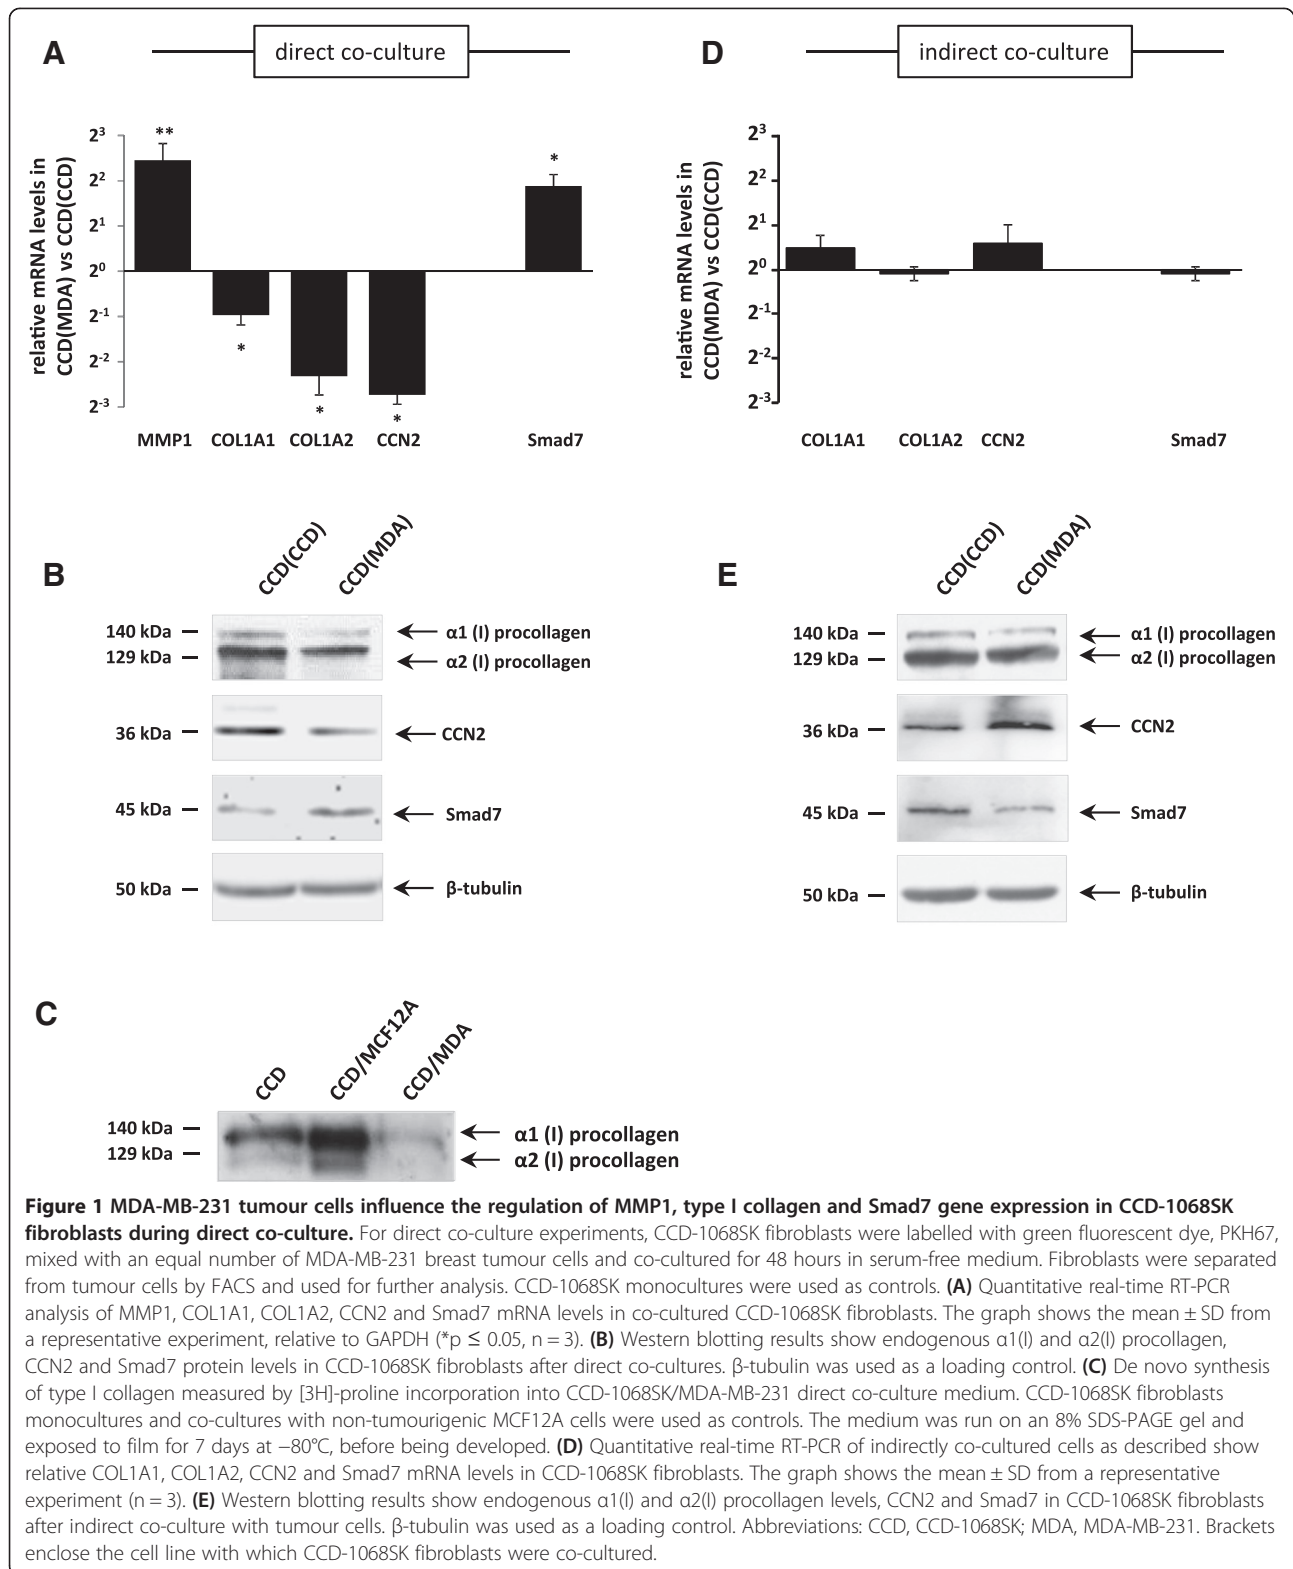 A
direct co-culture
D
indirect co-culture
relative mRNA levels in
CCD(MDA) vs CCD(CCD)
2³
2²
2¹
2⁰
2⁻¹
2⁻²
2⁻³
**
*
*
*
*
MMP1 COL1A1 COL1A2 CCN2 Smad7
relative mRNA levels in
CCD(MDA) vs CCD(CCD)
2³
2²
2¹
2⁰
2⁻¹
2⁻²
2⁻³
COL1A1 COL1A2 CCN2 Smad7
B
CCD(CCD)
CCD(MDA)
140 kDa
α1 (I) procollagen
129 kDa
α2 (I) procollagen
36 kDa
CCN2
45 kDa
Smad7
50 kDa
β-tubulin
E
CCD(CCD)
CCD(MDA)
140 kDa
α1 (I) procollagen
129 kDa
α2 (I) procollagen
36 kDa
CCN2
45 kDa
Smad7
50 kDa
β-tubulin
C
CCD
CCD/MCF12A
CCD/MDA
140 kDa
α1 (I) procollagen
129 kDa
α2 (I) procollagen
Figure 1 MDA-MB-231 tumour cells influence the regulation of MMP1, type I collagen and Smad7 gene expression in CCD-1068SK
fibroblasts during direct co-culture. For direct co-culture experiments, CCD-1068SK fibroblasts were labelled with green fluorescent dye, PKH67,
mixed with an equal number of MDA-MB-231 breast tumour cells and co-cultured for 48 hours in serum-free medium. Fibroblasts were separated
from tumour cells by FACS and used for further analysis. CCD-1068SK monocultures were used as controls. (A) Quantitative real-time RT-PCR
analysis of MMP1, COL1A1, COL1A2, CCN2 and Smad7 mRNA levels in co-cultured CCD-1068SK fibroblasts. The graph shows the mean ± SD from
a representative experiment, relative to GAPDH (*p ≤ 0.05, n = 3). (B) Western blotting results show endogenous α1(I) and α2(I) procollagen,
CCN2 and Smad7 protein levels in CCD-1068SK fibroblasts after direct co-cultures. β-tubulin was used as a loading control. (C) De novo synthesis
of type I collagen measured by [3H]-proline incorporation into CCD-1068SK/MDA-MB-231 direct co-culture medium. CCD-1068SK fibroblasts
monocultures and co-cultures with non-tumourigenic MCF12A cells were used as controls. The medium was run on an 8% SDS-PAGE gel and
exposed to film for 7 days at −80°C, before being developed. (D) Quantitative real-time RT-PCR of indirectly co-cultured cells as described show
relative COL1A1, COL1A2, CCN2 and Smad7 mRNA levels in CCD-1068SK fibroblasts. The graph shows the mean ± SD from a representative
experiment (n = 3). (E) Western blotting results show endogenous α1(I) and α2(I) procollagen levels, CCN2 and Smad7 in CCD-1068SK fibroblasts
after indirect co-culture with tumour cells. β-tubulin was used as a loading control. Abbreviations: CCD, CCD-1068SK; MDA, MDA-MB-231. Brackets
enclose the cell line with which CCD-1068SK fibroblasts were co-cultured.